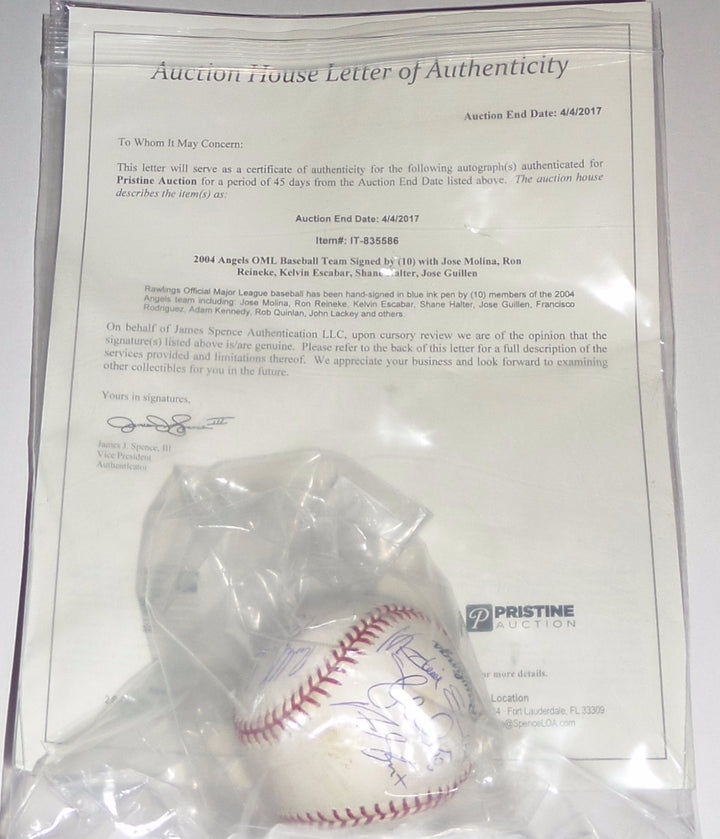 Auction House Letter of Authenticity
Auction End Date: 4/4/2017
To Whom It May Concern:
This letter will serve as a certificate of authenticity for the following autograph(s) authenticated for
Pristine Auction for a period of 45 days from the Auction End Date listed above. The auction house
describes the item(s) as:
Auction End Date: 4/4/2017
Item#: IT-835586
2004 Angels OML Baseball Team Signed by (10) with Jose Molina, Ron
Reineke, Kelvin Escabar, Shane Halter, Jose Guillen
Rawlings Official Major League baseball has been hand-signed in blue ink pen by (10) members of the 2004
Angels team including: Jose Molina, Ron Reineke, Kelvin Escabar, Shane Halter, Jose Guillen, Francisco
Rodriguez, Adam Kennedy, Rob Quinlan, John Lackey and others.
On behalf of James Spence Authentication LLC, upon cursory review we are of the opinion that the
signature(s) listed above is/are genuine. Please refer to the back of this letter for a full description of the
services provided and limitations thereof. We appreciate your business and look forward to examining
other collectibles for you in the future.
Yours in signatures,
James J. Spence, III
Vice President
Authenticator
PRISTINE
AUCTION
more details.
Location
Fort Lauderdale, FL 33309
@SpenceLOA.com